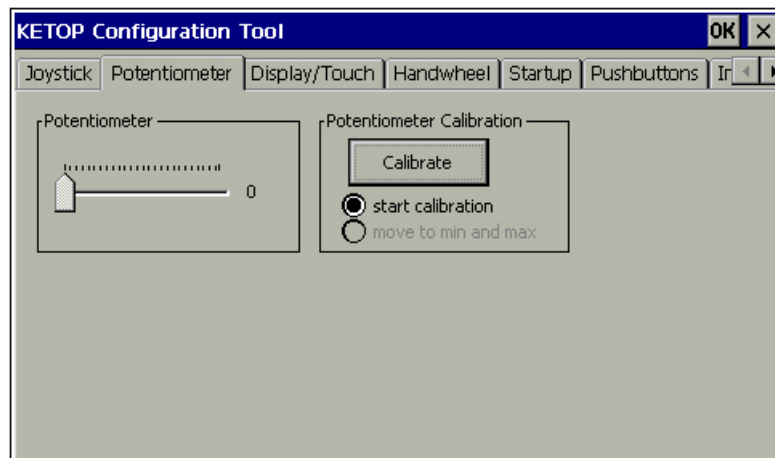 KETOP Configuration Tool OK ×
Joystick Potentiometer Display/Touch Handwheel Startup Pushbuttons
Potentiometer Potentiometer Calibration
Calibrate
0
start calibration
move to min and max